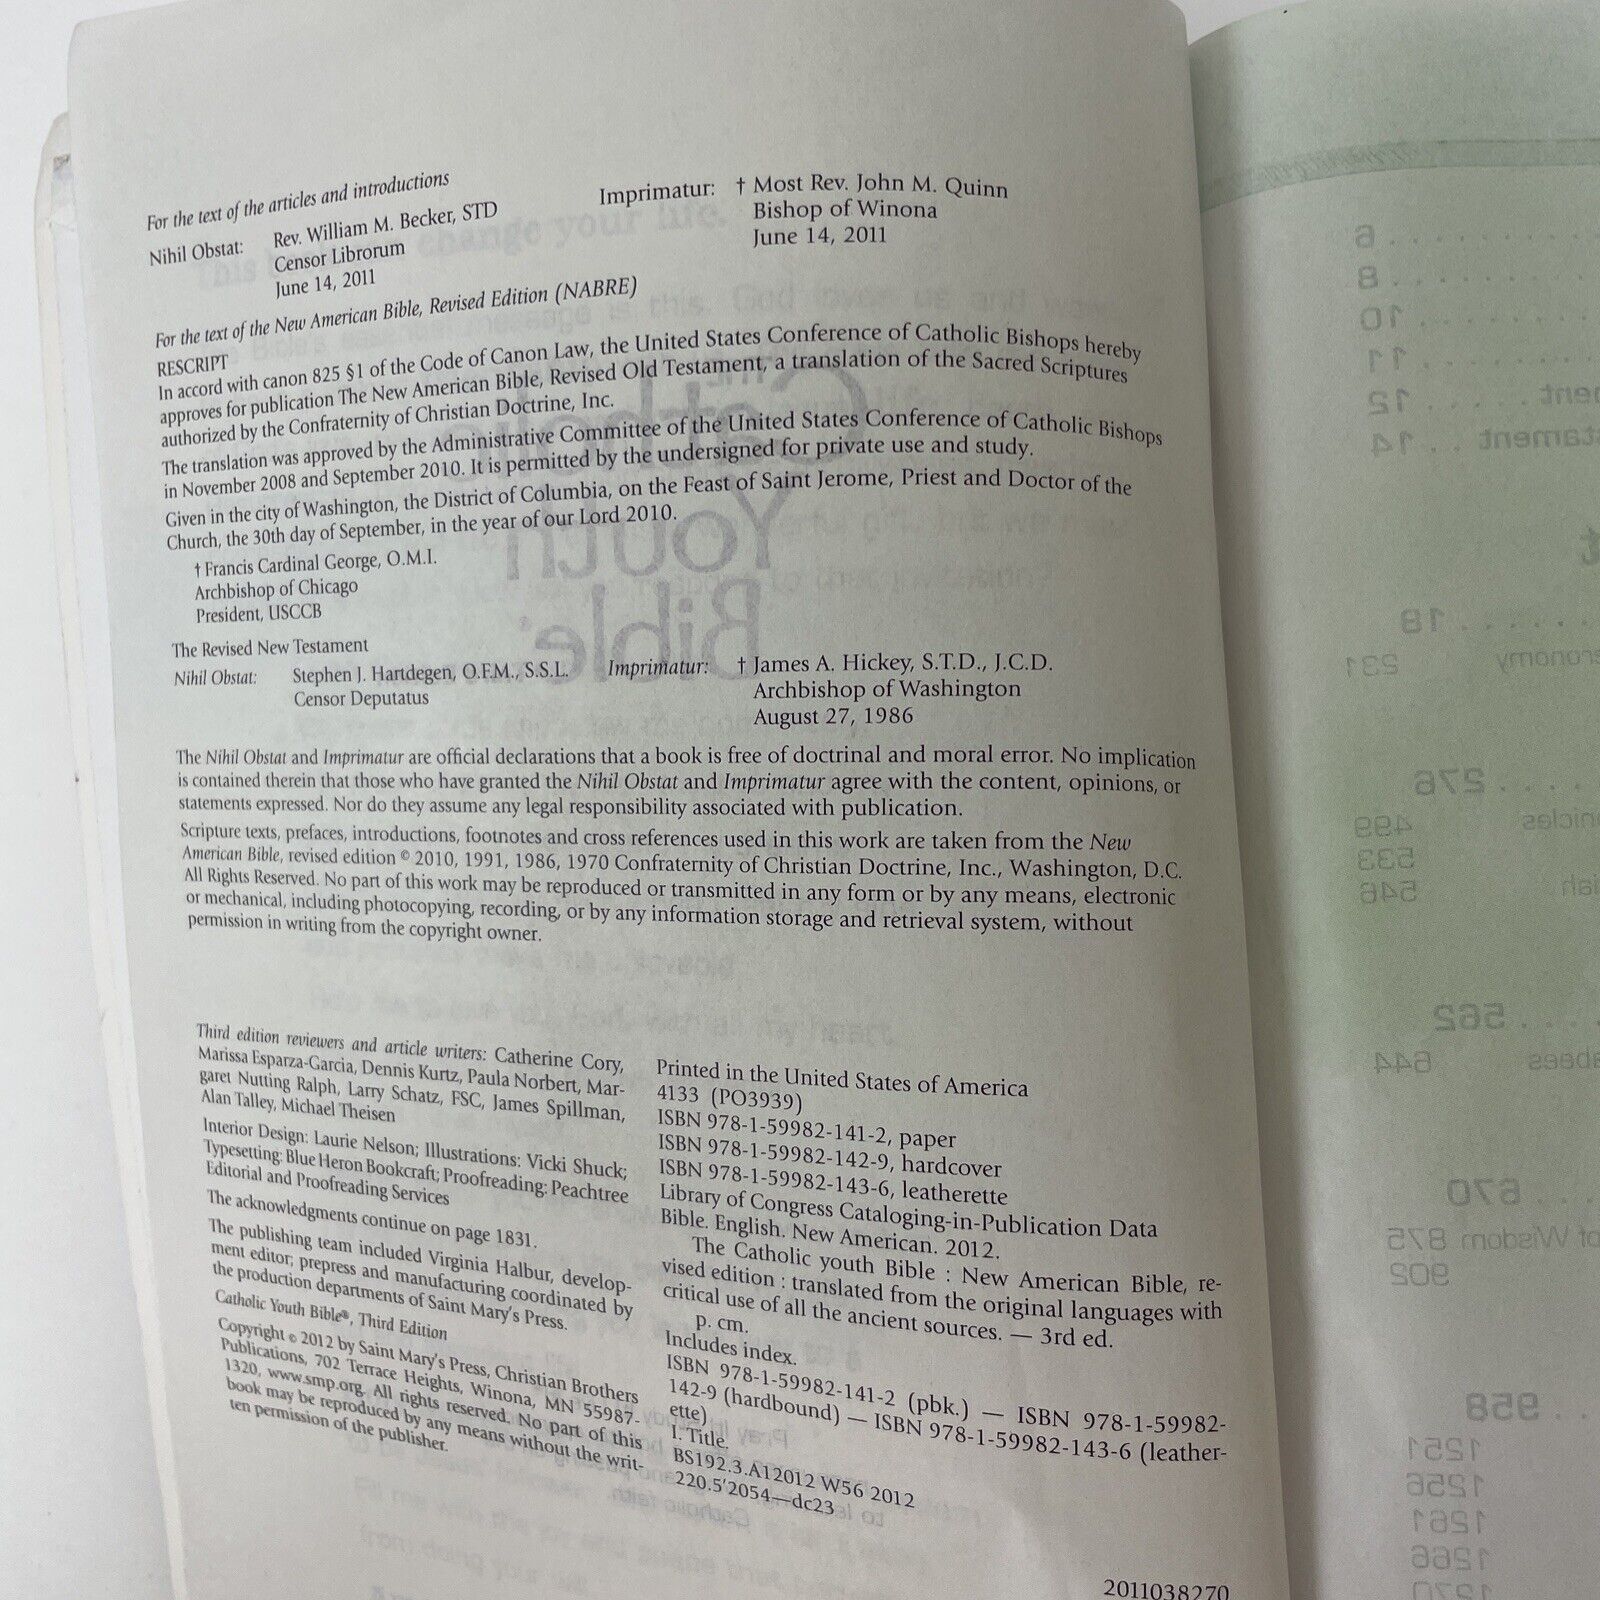 For the text of the articles and introductions
Nihil Obstat: Rev. William M. Becker, STD
Censor Librorum
June 14, 2011
Imprimatur: † Most Rev. John M. Quinn
Bishop of Winona
June 14, 2011
For the text of the New American Bible, Revised Edition (NABRE)
RESCRIPT
In accord with canon 825 §1 of the Code of Canon Law, the United States Conference of Catholic Bishops hereby
approves for publication The New American Bible, Revised Old Testament, a translation of the Sacred Scriptures
authorized by the Confraternity of Christian Doctrine, Inc.
The translation was approved by the Administrative Committee of the United States Conference of Catholic Bishops
in November 2008 and September 2010. It is permitted by the undersigned for private use and study.
Given in the city of Washington, the District of Columbia, on the Feast of Saint Jerome, Priest and Doctor of the
Church, the 30th day of September, in the year of our Lord 2010.
† Francis Cardinal George, O.M.I.
Archbishop of Chicago
President, USCCB
The Revised New Testament
Nihil Obstat: Stephen J. Hartdegen, O.F.M., S.S.L.
Censor Deputatus
Imprimatur: † James A. Hickey, S.T.D., J.C.D.
Archbishop of Washington
August 27, 1986
The Nihil Obstat and Imprimatur are official declarations that a book is free of doctrinal and moral error. No implication
is contained therein that those who have granted the Nihil Obstat and Imprimatur agree with the content, opinions, or
statements expressed. Nor do they assume any legal responsibility associated with publication.
Scripture texts, prefaces, introductions, footnotes and cross references used in this work are taken from the New
American Bible, revised edition © 2010, 1991, 1986, 1970 Confraternity of Christian Doctrine, Inc., Washington, D.C.
All Rights Reserved. No part of this work may be reproduced or transmitted in any form or by any means, electronic
or mechanical, including photocopying, recording, or by any information storage and retrieval system, without
permission in writing from the copyright owner.
Third edition reviewers and article writers: Catherine Cory,
Marissa Esparza-Garcia, Dennis Kurtz, Paula Norbert, Mar-
garet Nutting Ralph, Larry Schatz, FSC, James Spillman,
Alan Talley, Michael Theisen
Interior Design: Laurie Nelson; Illustrations: Vicki Shuck;
Typesetting: Blue Heron Bookcraft; Proofreading: Peachtree
Editorial and Proofreading Services
The acknowledgments continue on page 1831.
The publishing team included Virginia Halbur, develop-
ment editor; prepress and manufacturing coordinated by
the production departments of Saint Mary's Press.
Catholic Youth Bible®, Third Edition
Copyright © 2012 by Saint Mary's Press, Christian Brothers
Publications, 702 Terrace Heights, Winona, MN 55987-
1320, www.smp.org. All rights reserved. No part of this
book may be reproduced by any means without the writ-
ten permission of the publisher.
Printed in the United States of America
4133 (PO3939)
ISBN 978-1-59982-141-2, paper
ISBN 978-1-59982-142-9, hardcover
ISBN 978-1-59982-143-6, leatherette
Library of Congress Cataloging-in-Publication Data
Bible. English. New American. 2012.
The Catholic youth Bible : New American Bible, re-
vised edition : translated from the original languages with
critical use of all the ancient sources. — 3rd ed.
p. cm.
Includes index.
ISBN 978-1-59982-141-2 (pbk.) — ISBN 978-1-59982-
142-9 (hardbound) — ISBN 978-1-59982-143-6 (leather-
ette)
I. Title.
BS192.3.A12012 W56 2012
220.5'2054—dc23
2011038270